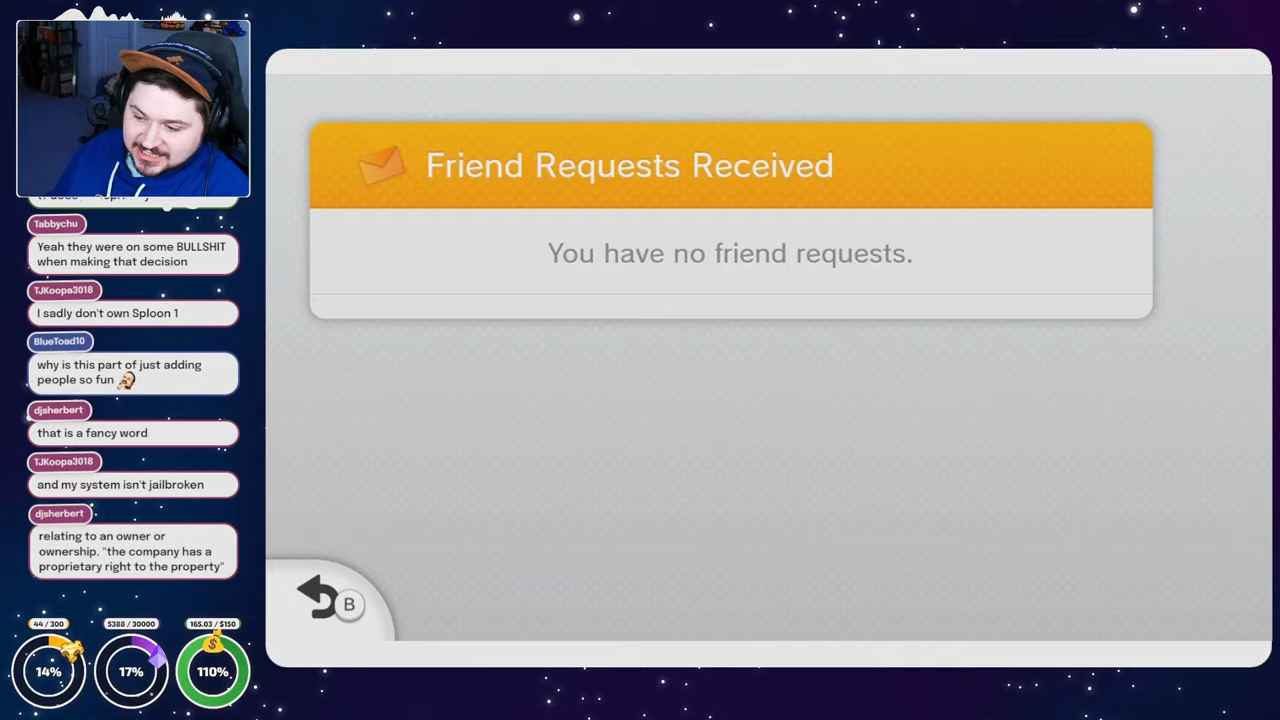 Tabbychu
Yeah they were on some BULLSHIT
when making that decision
TJKoopa3018
I sadly don't own Sploon 1
BlueToad10
why is this part of just adding
people so fun
djsherbert
that is a fancy word
TJKoopa3018
and my system isn't jailbroken
djsherbert
relating to an owner or
ownership. "the company has a
proprietary right to the property"
44 / 300
5388 / 30000
165.03 / $150
14%
17%
110%
Friend Requests Received
You have no friend requests.
B